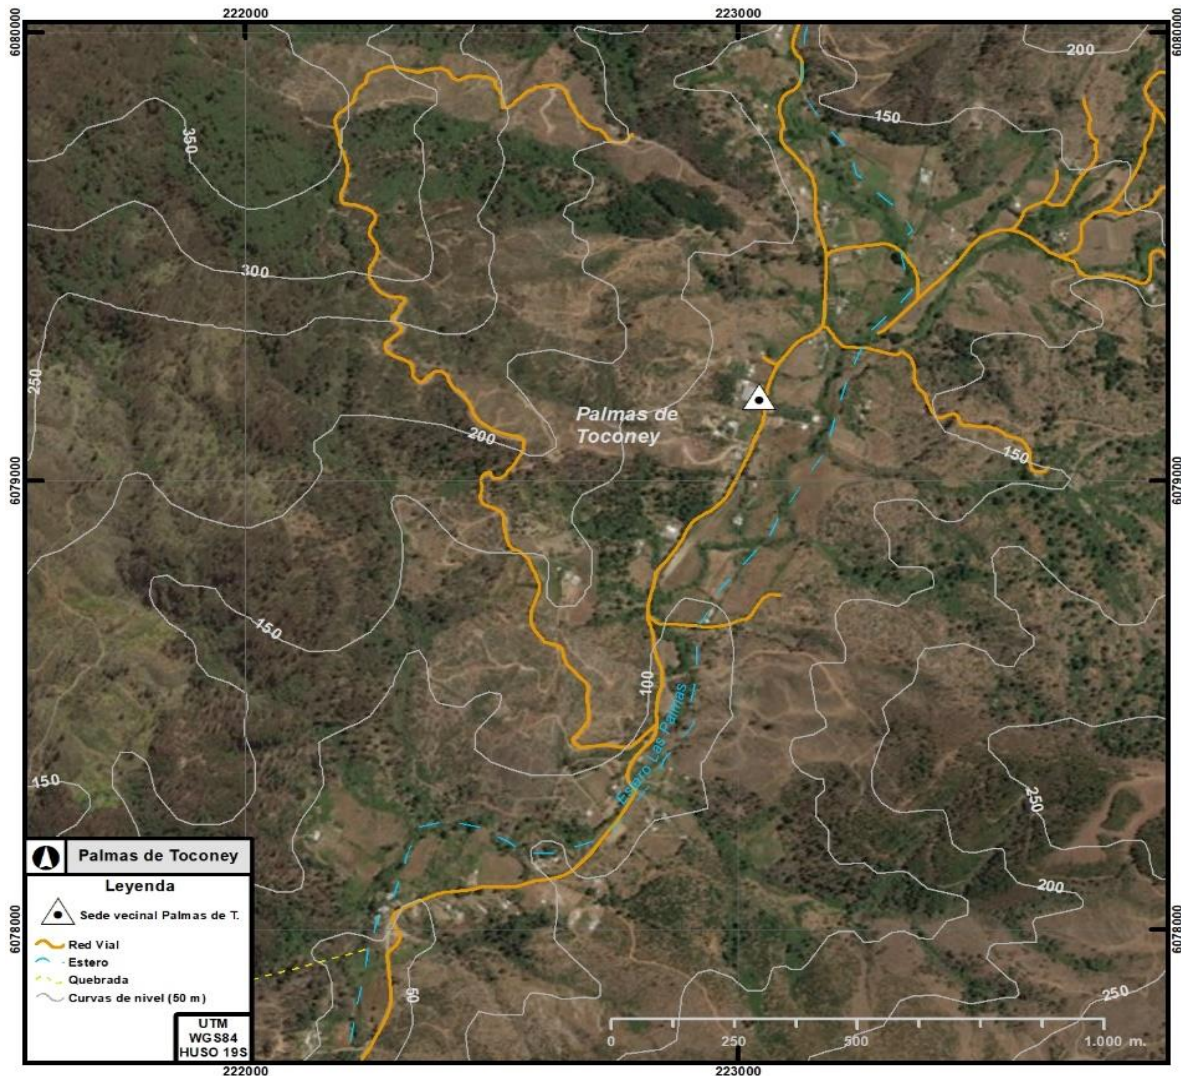 222000
223000
6080000
6080000
200
150
350
300
250
Palmas de
Toconey
200
150
6079000
6079000
150
100
Estero Las Palmas
150
250
200
Palmas de Toconey
Leyenda
Sede vecinal Palmas de T.
Red Vial
Estero
Quebrada
Curvas de nivel (50 m)
UTM
WGS84
HUSO 19S
6078000
6078000
50
250
0
250
500
1.000 m.
222000
223000